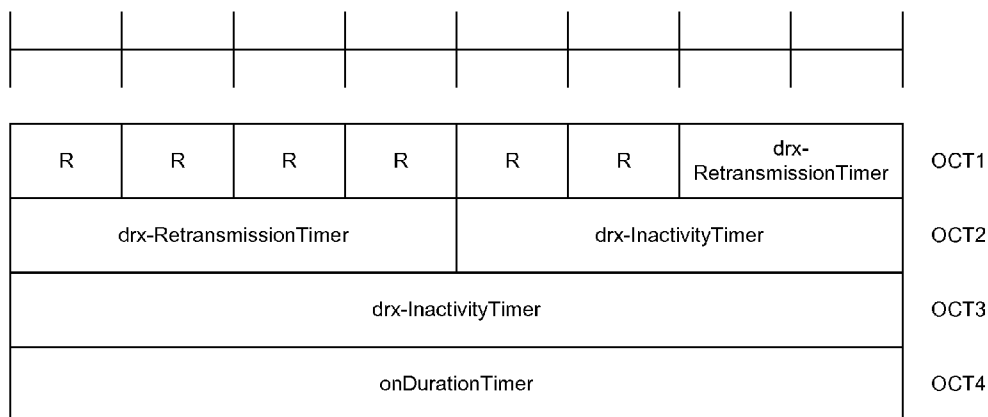 R R R R R R drx-
RetransmissionTimer OCT1
drx-RetransmissionTimer drx-InactivityTimer OCT2
drx-InactivityTimer OCT3
onDurationTimer OCT4